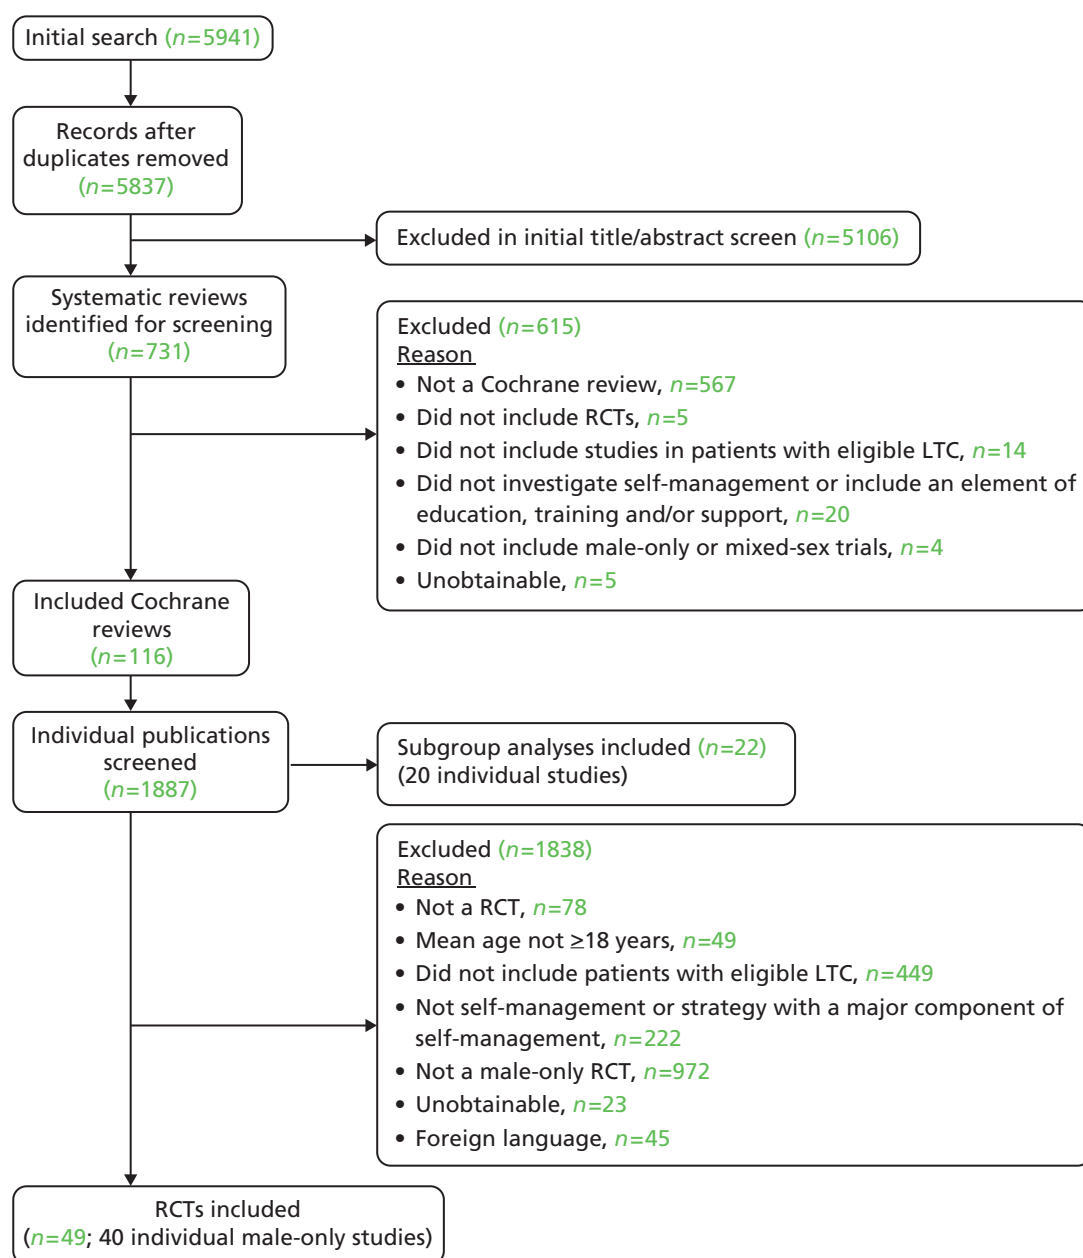 Initial search (n=5941)
Records after
duplicates removed
(n=5837)
Excluded in initial title/abstract screen (n=5106)
Systematic reviews
identified for screening
(n=731)
Excluded (n=615)
Reason
• Not a Cochrane review, n=567
• Did not include RCTs, n=5
• Did not include studies in patients with eligible LTC, n=14
• Did not investigate self-management or include an element of
education, training and/or support, n=20
• Did not include male-only or mixed-sex trials, n=4
• Unobtainable, n=5
Included Cochrane
reviews
(n=116)
Individual publications
screened
(n=1887)
Subgroup analyses included (n=22)
(20 individual studies)
Excluded (n=1838)
Reason
• Not a RCT, n=78
• Mean age not ≥18 years, n=49
• Did not include patients with eligible LTC, n=449
• Not self-management or strategy with a major component of
self-management, n=222
• Not a male-only RCT, n=972
• Unobtainable, n=23
• Foreign language, n=45
RCTs included
(n=49; 40 individual male-only studies)